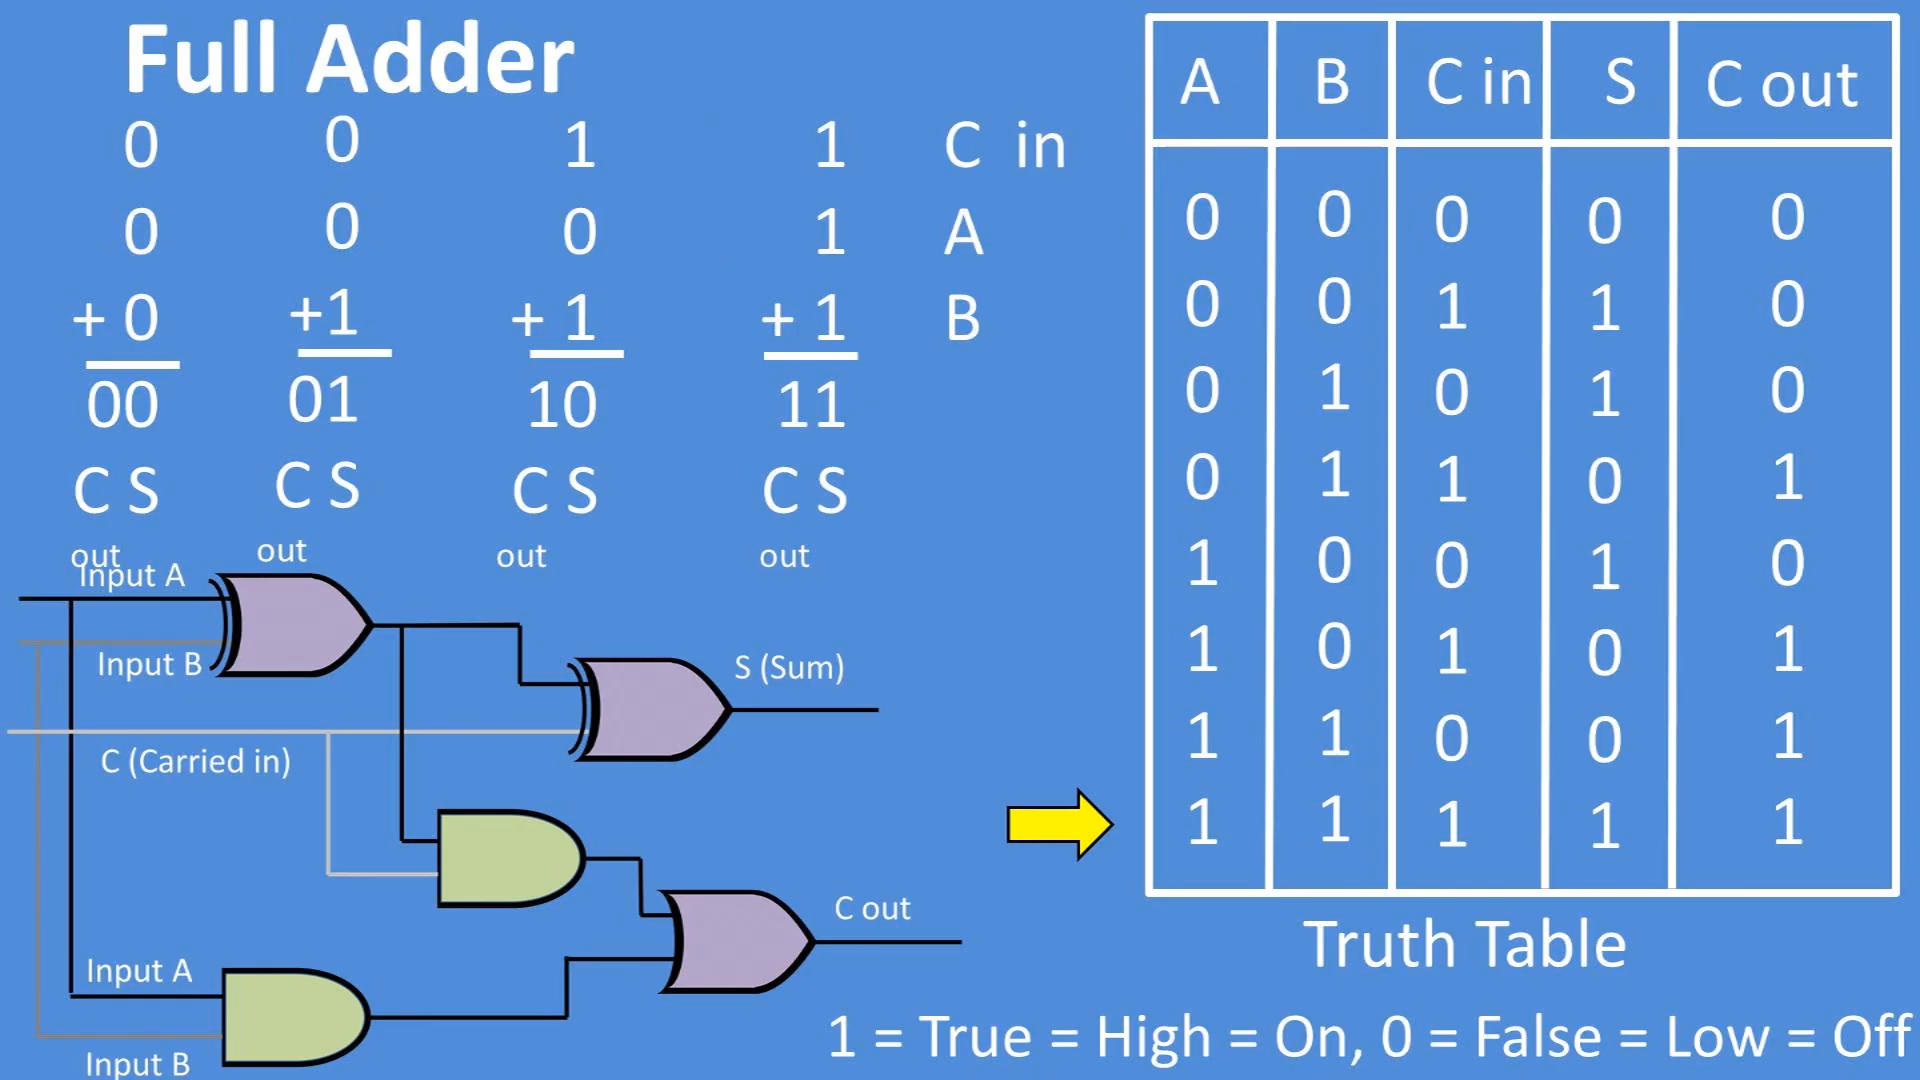 Full Adder
0 0 1 1 C in
0 0 0 1 A
+ 0 +1 + 1 + 1 B
00 01 10 11
C S C S C S C S
out out out out
Input A
Input B
S (Sum)
C (Carried in)
C out
Input A
Input B
A B C in S C out
0 0 0 0 0
0 0 1 1 0
0 1 0 1 0
0 1 1 0 1
1 0 0 1 0
1 0 1 0 1
1 1 0 0 1
1 1 1 1 1
Truth Table
1 = True = High = On, 0 = False = Low = Off